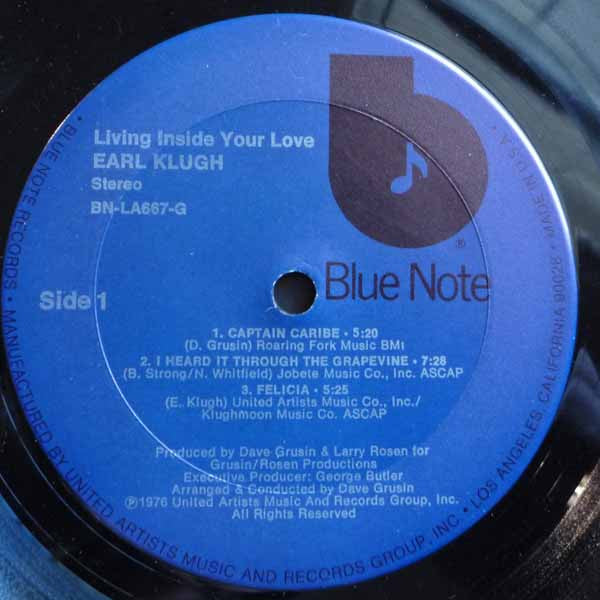 Living Inside Your Love
EARL KLUGH
Stereo
BN-LA667-G
b
®
Blue Note
Side 1
1. CAPTAIN CARIBE • 5:20
(D. Grusin) Roaring Fork Music BMI
2. I HEARD IT THROUGH THE GRAPEVINE • 7:28
(B. Strong/N. Whitfield) Jobete Music Co., Inc. ASCAP
3. FELICIA • 5:25
(E. Klugh) United Artists Music Co., Inc./
Klughmoon Music Co. ASCAP
Produced by Dave Grusin & Larry Rosen for
Grusin/Rosen Productions
Executive Producer: George Butler
Arranged & Conducted by Dave Grusin
℗1976 United Artists Music And Records Group, Inc.
All Rights Reserved
• BLUE NOTE RECORDS • MANUFACTURED BY UNITED ARTISTS MUSIC AND RECORDS GROUP, INC • LOS ANGELES, CALIFORNIA 90028 • MADE IN U.S.A.